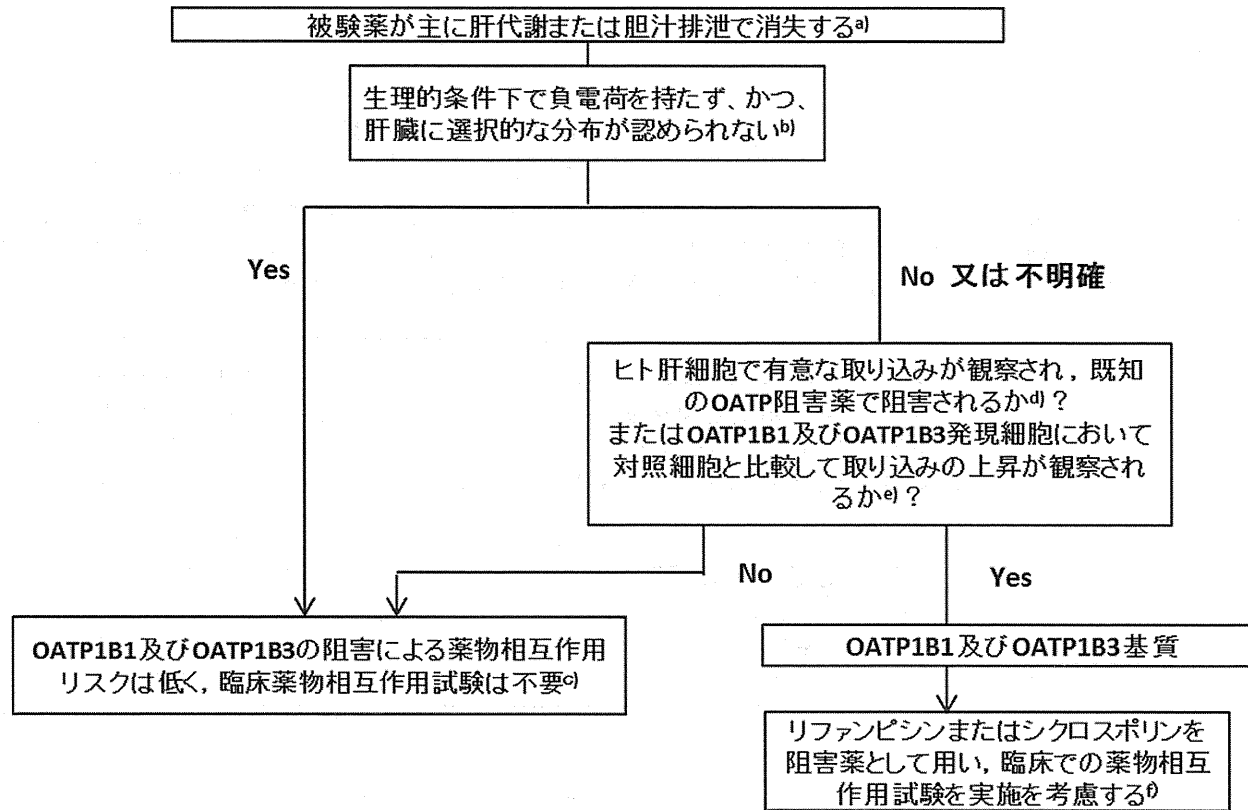 被験薬が主に肝代謝または胆汁排泄で消失するa)
生理的条件下で負電荷を持たず、かつ、
肝臓に選択的な分布が認められないb)
Yes
No 又は不明確
ヒト肝細胞で有意な取り込みが観察され，既知
のOATP阻害薬で阻害されるかd)？
またはOATP1B1及びOATP1B3発現細胞において
対照細胞と比較して取り込みの上昇が観察され
るかe)？
No
Yes
OATP1B1及びOATP1B3の阻害による薬物相互作用
リスクは低く，臨床薬物相互作用試験は不要c)
OATP1B1及びOATP1B3基質
リファンピシンまたはシクロスポリンを
阻害薬として用い，臨床での薬物相互
作用試験を実施を考慮するf)